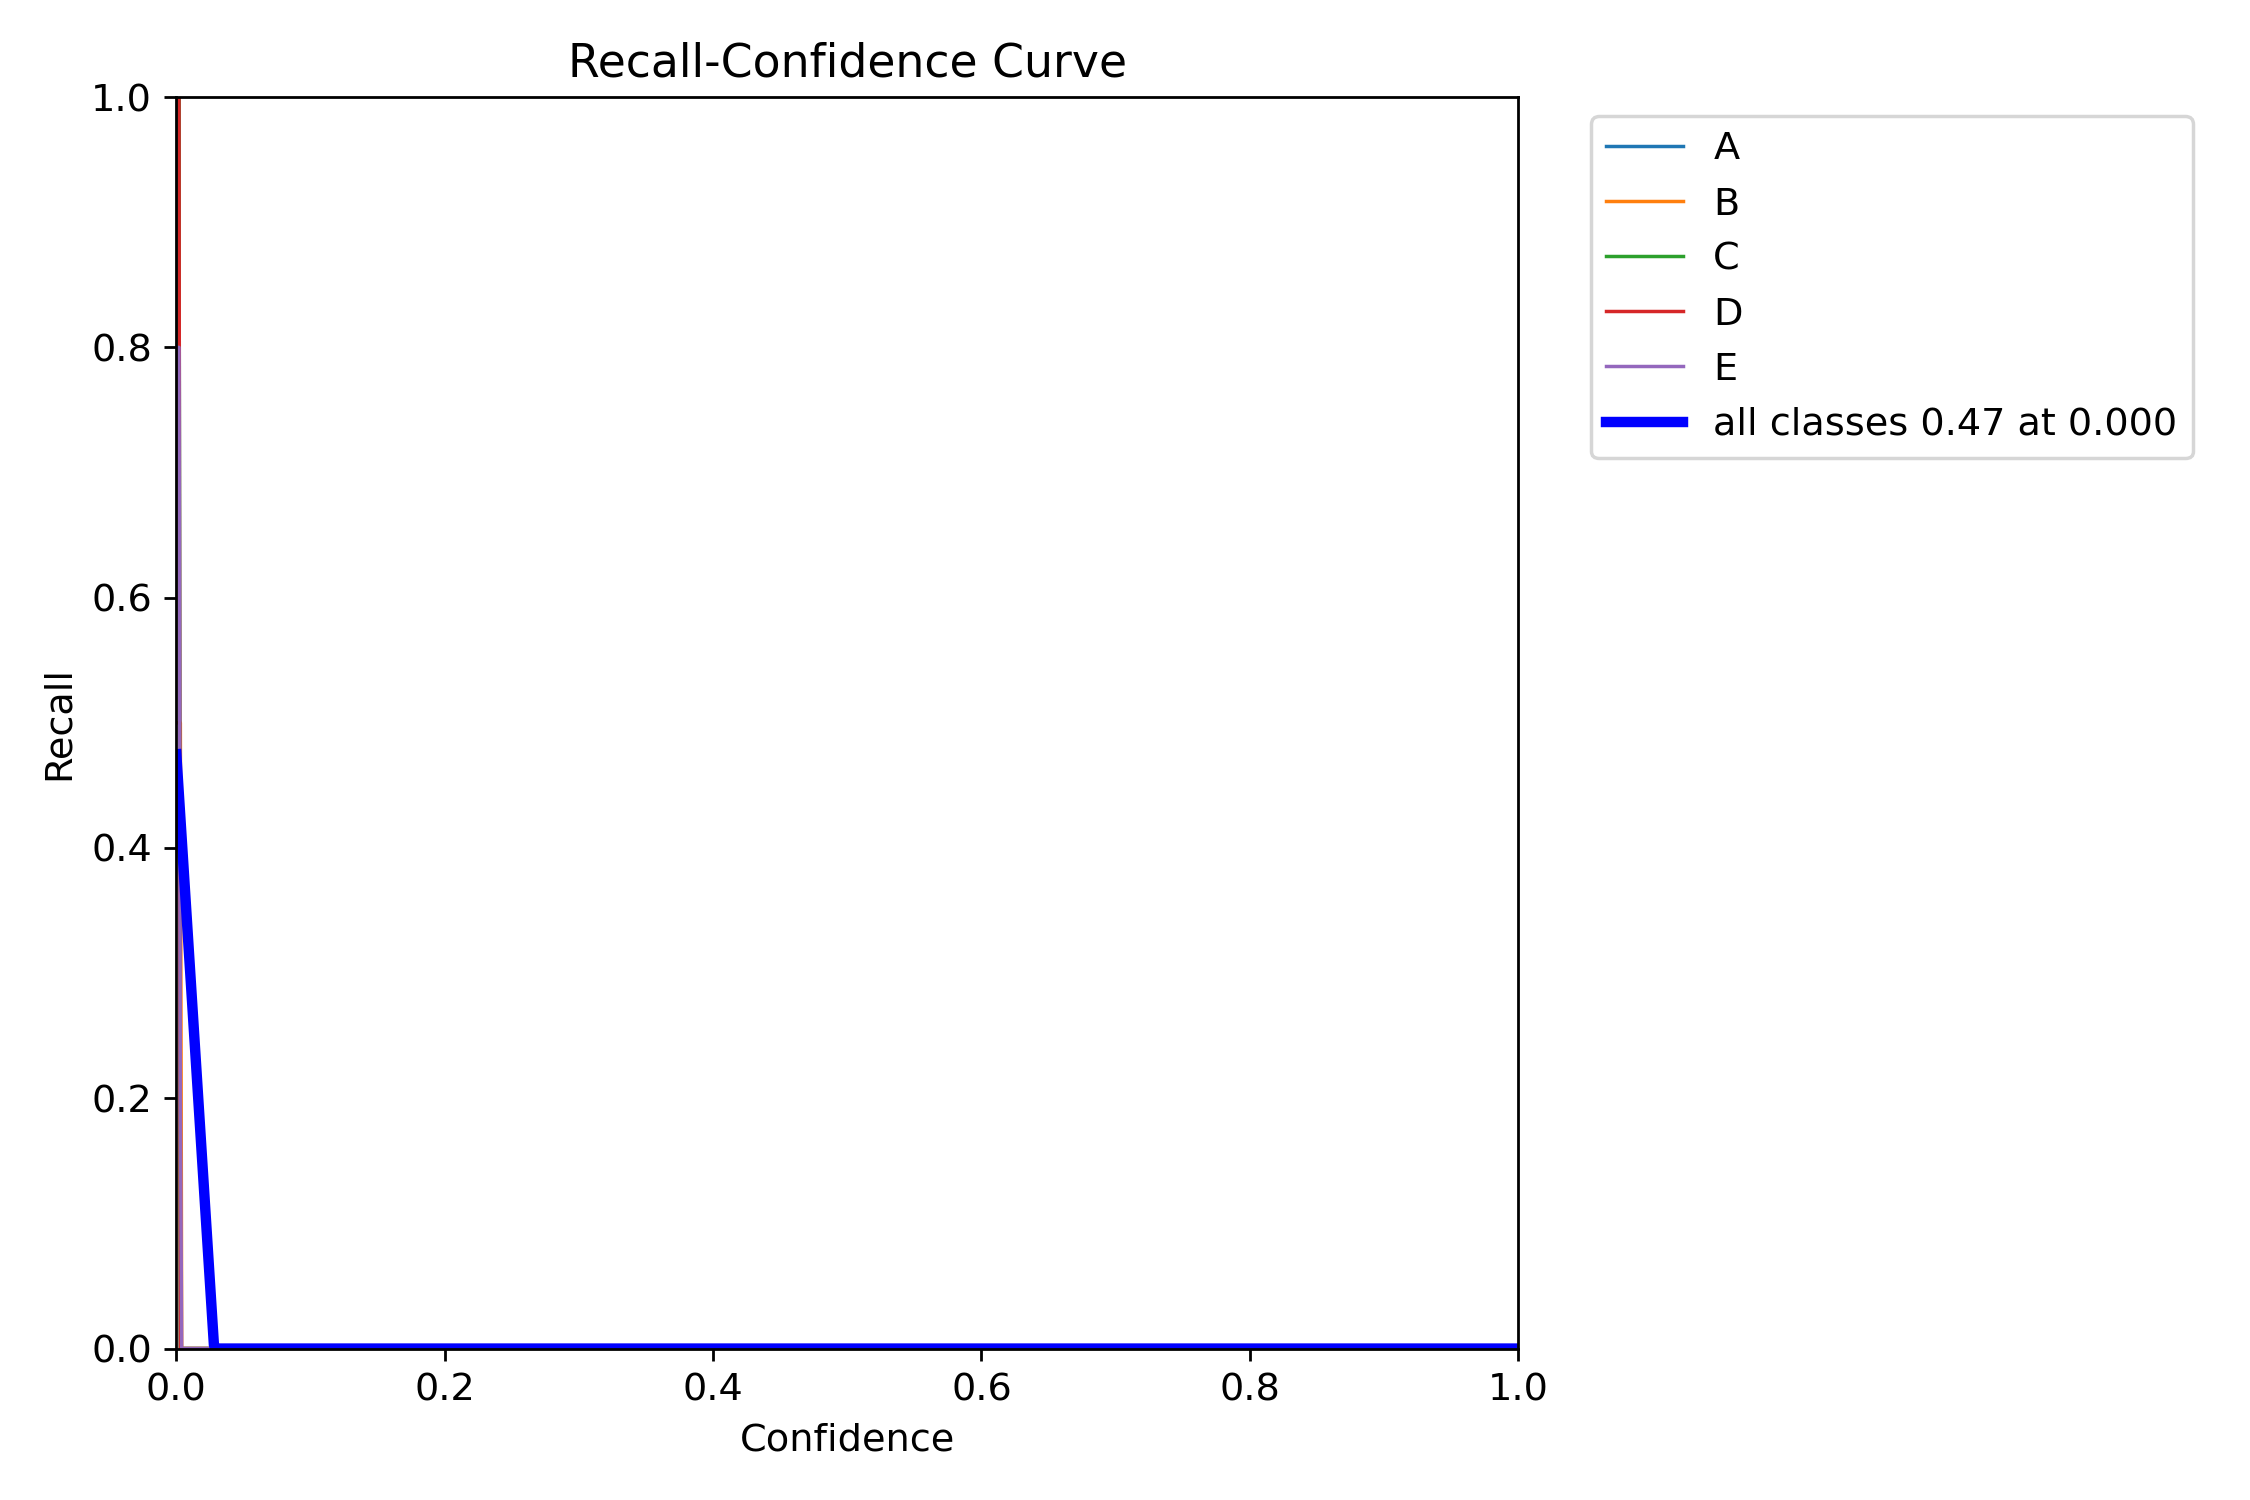 Recall-Confidence Curve
1.0
0.8
0.6
0.4
0.2
0.0
Recall
0.0 0.2 0.4 0.6 0.8 1.0
Confidence
A
B
C
D
E
all classes 0.47 at 0.000